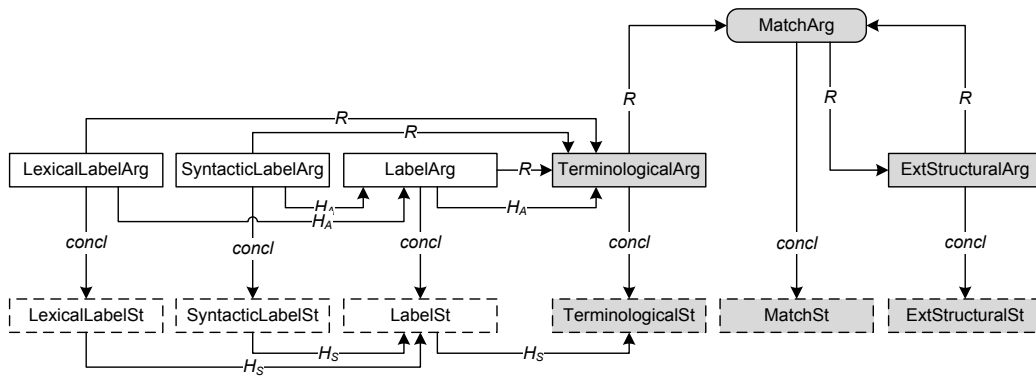 MatchArg
R
R
R
R
R
LexicalLabelArg
SyntacticLabelArg
LabelArg
R
TerminologicalArg
ExtStructuralArg
H_A
H_A
H_A
concl
concl
concl
concl
concl
concl
LexicalLabelSt
SyntacticLabelSt
LabelSt
TerminologicalSt
MatchSt
ExtStructuralSt
H_S
H_S
H_S